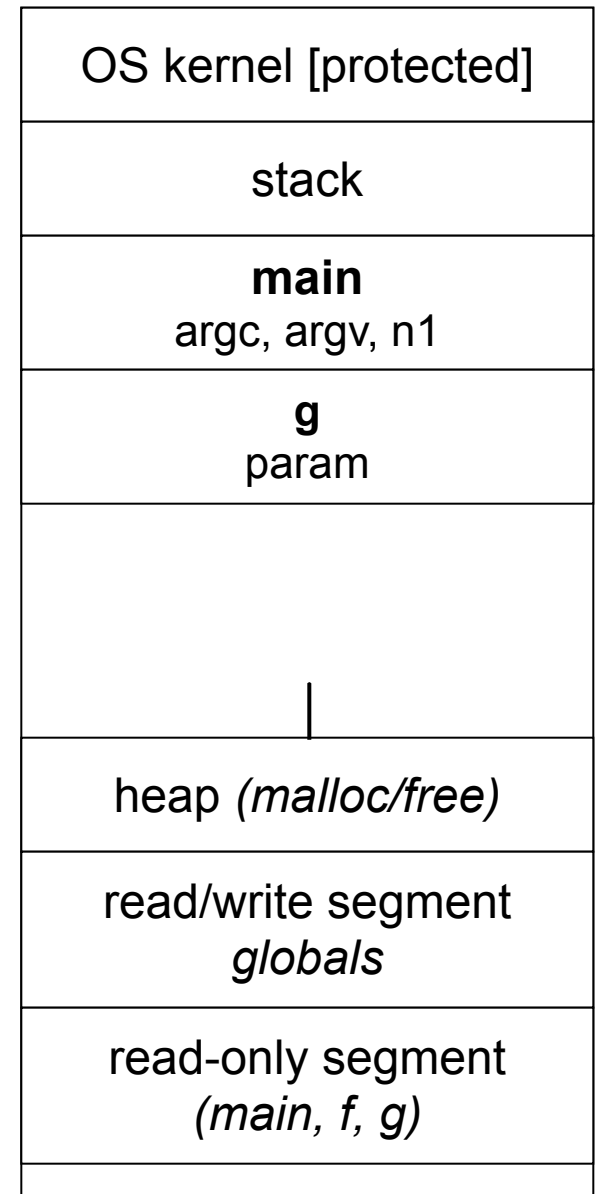 OS kernel [protected]
stack
main
argc, argv, n1
g
param
heap (malloc/free)
read/write segment
globals
read-only segment
(main, f, g)